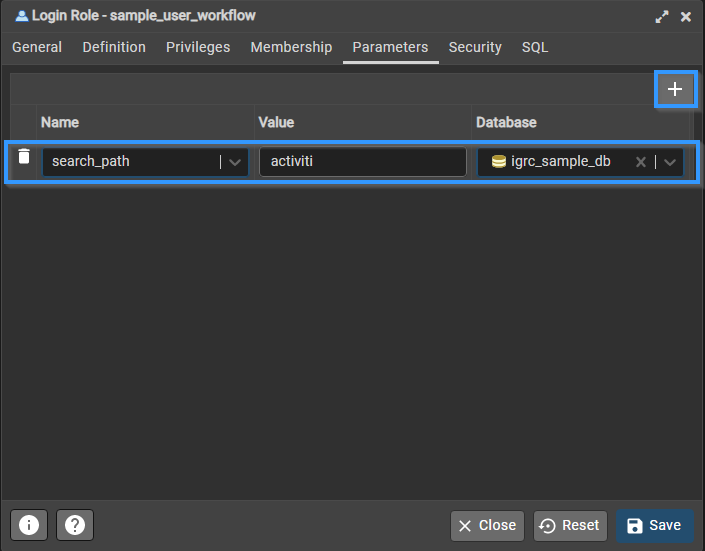 Login Role - sample_user_workflow
General Definition Privileges Membership Parameters Security SQL
Name Value Database
search_path activiti igrc_sample_db
Close Reset Save